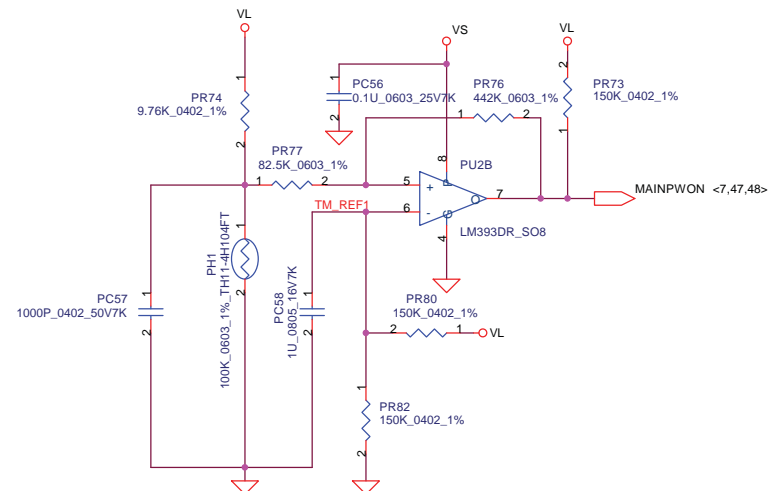 VL
VS
VL
1
PR74
9.76K_0402_1%
2
1
PC56
0.1U_0603_25V7K
2
PR76
442K_0603_1%
1
2
2
PR73
150K_0402_1%
1
PR77
82.5K_0603_1%
1
2
8
PU2B
5
+
P
O
7
MAINPWON <7,47,48>
TM_REF1
6
-
G
4
LM393DR_SO8
1
PH1
100K_0603_1%_TH11-4H104FT
2
1
PC57
1000P_0402_50V7K
2
1
PC58
1U_0805_16V7K
2
PR80
150K_0402_1%
2
1
VL
1
PR82
150K_0402_1%
2